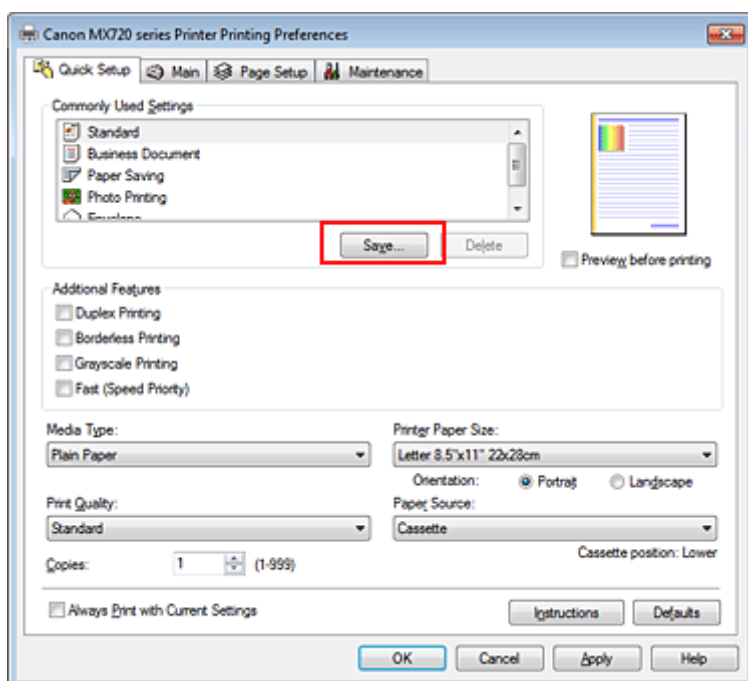 Canon MX720 series Printer Printing Preferences
Quick Setup Main Page Setup Maintenance
Commonly Used Settings
Standard
Business Document
Paper Saving
Photo Printing
Envelope
Save... Delete
Preview before printing
Additional Features
Duplex Printing
Borderless Printing
Grayscale Printing
Fast (Speed Priority)
Media Type:
Plain Paper
Printer Paper Size:
Letter 8.5"x11" 22x28cm
Orientation: Portrait Landscape
Print Quality:
Standard
Paper Source:
Cassette
Cassette position: Lower
Copies: 1 (1-999)
Always Print with Current Settings
Instructions Defaults
OK Cancel Apply Help